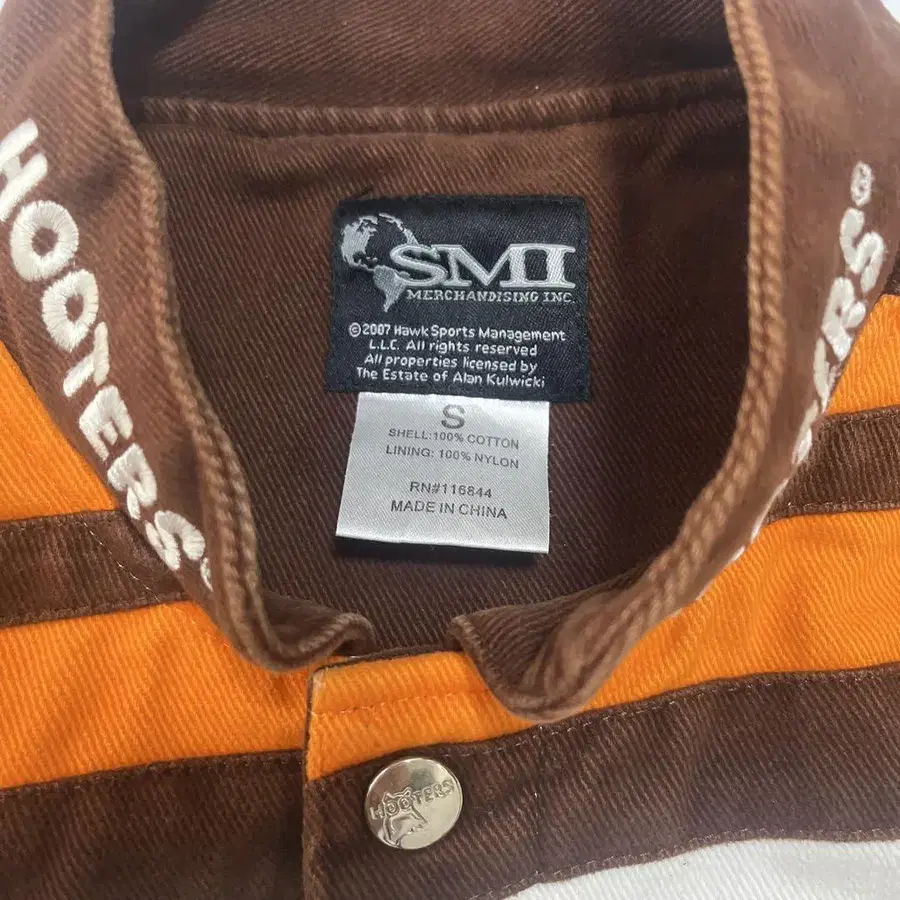 HOOTERS®
SMI
MERCHANDISING INC.
©2007 Hawk Sports Management
L.L.C. All rights reserved
All properties licensed by
The Estate of Alan Kulwicki
S
SHELL:100% COTTON
LINING: 100% NYLON
RN#116844
MADE IN CHINA
HOOTERS